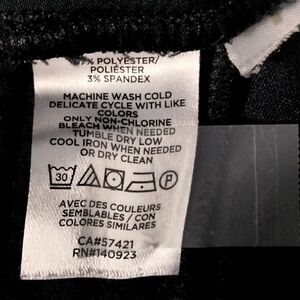 % POLYESTER/
POLIÉSTER
3% SPANDEX
MACHINE WASH COLD
DELICATE CYCLE WITH LIKE
COLORS
ONLY NON-CHLORINE
BLEACH WHEN NEEDED
TUMBLE DRY LOW
COOL IRON WHEN NEEDED
OR DRY CLEAN
30
P
AVEC DES COULEURS
SEMBLABLES / CON
COLORES SIMILARES
CA#57421
RN#140923